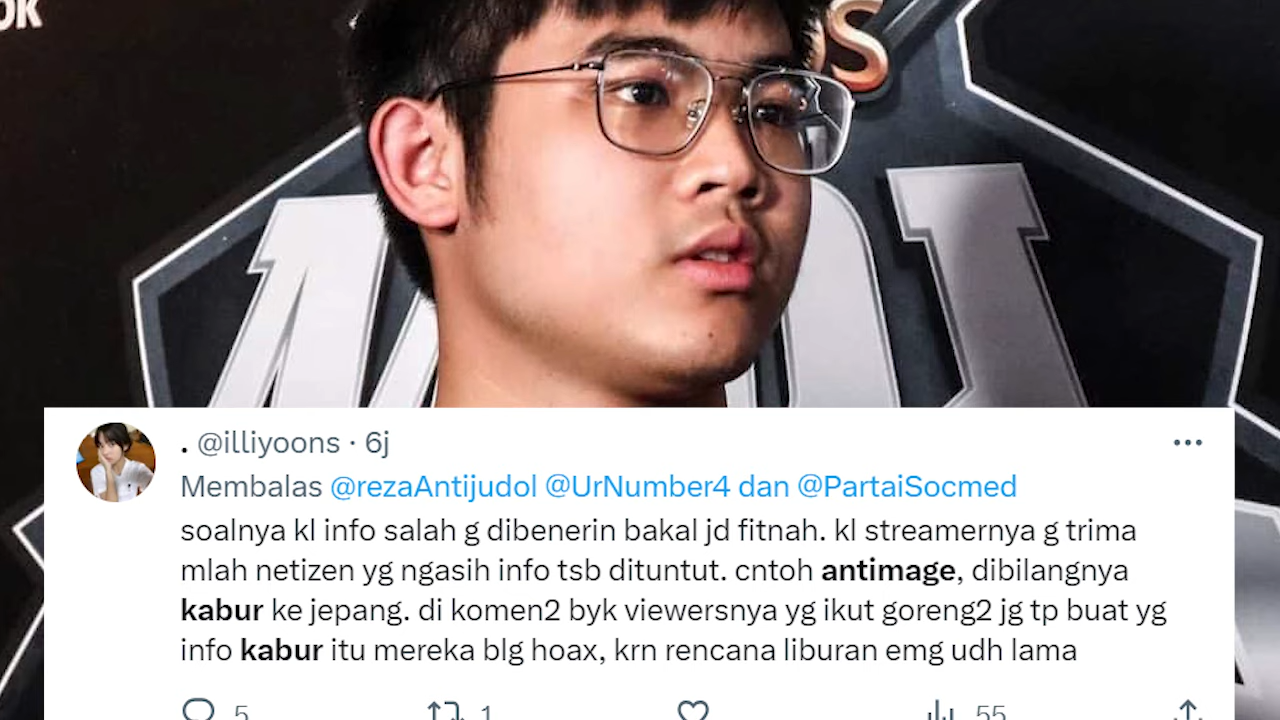 OK
S
MDL
. @illiyoons · 6j
Membalas @rezaAntijudol @UrNumber4 dan @PartaiSocmed
soalnya kl info salah g dibenerin bakal jd fitnah. kl streamernya g trima
mlah netizen yg ngasih info tsb dituntut. cntoh antimage, dibilangnya
kabur ke jepang. di komen2 byk viewersnya yg ikut goreng2 jg tp buat yg
info kabur itu mereka blg hoax, krn rencana liburan emg udh lama
5 1 55